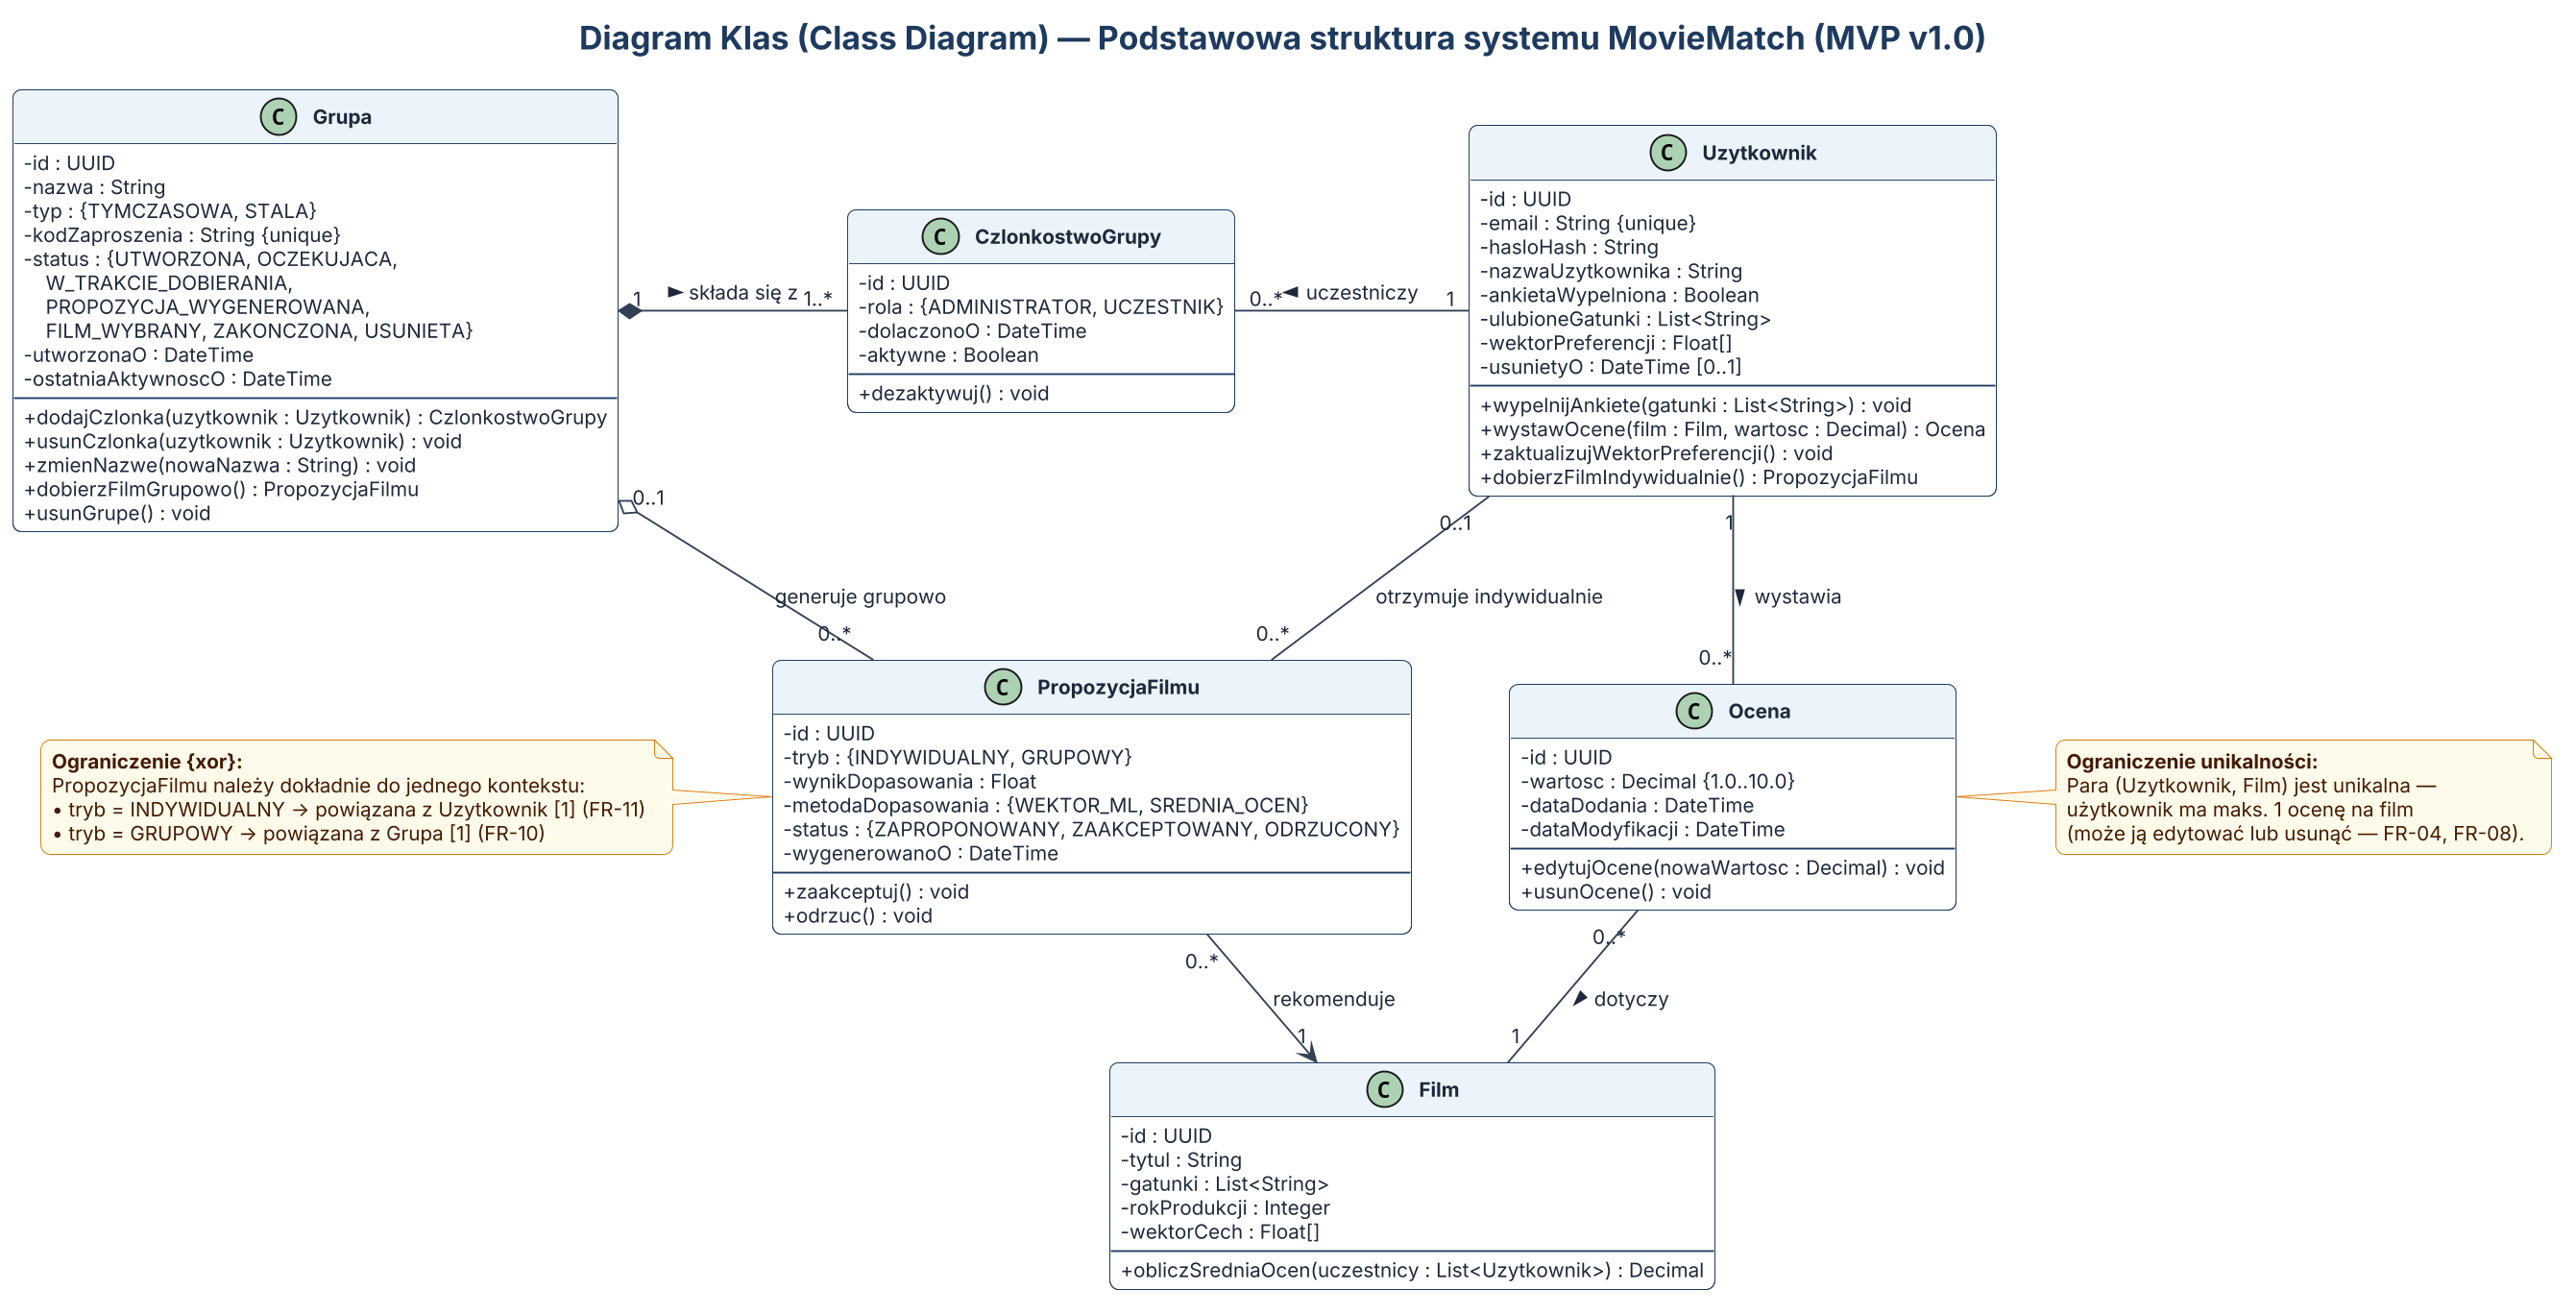 Diagram Klas (Class Diagram) — Podstawowa struktura systemu MovieMatch (MVP v1.0)
C Grupa
-id : UUID
-nazwa : String
-typ : {TYMCZASOWA, STALA}
-kodZaproszenia : String {unique}
-status : {UTWORZONA, OCZEKUJACA,
W_TRAKCIE_DOBIERANIA,
PROPOZYCJA_WYGENEROWANA,
FILM_WYBRANY, ZAKONCZONA, USUNIETA}
-utworzonaO : DateTime
-ostatniaAktywnoscO : DateTime
+dodajCzlonka(uzytkownik : Uzytkownik) : CzlonkostwoGrupy
+usunCzlonka(uzytkownik : Uzytkownik) : void
+zmienNazwe(nowaNazwa : String) : void
+dobierzFilmGrupowo() : PropozycjaFilmu
+usunGrupe() : void
1
składa się z
1..*
C CzlonkostwoGrupy
-id : UUID
-rola : {ADMINISTRATOR, UCZESTNIK}
-dolaczonoO : DateTime
-aktywne : Boolean
+dezaktywuj() : void
0..*
uczestniczy
1
C Uzytkownik
-id : UUID
-email : String {unique}
-hasloHash : String
-nazwaUzytkownika : String
-ankietaWypelniona : Boolean
-ulubioneGatunki : List<String>
-wektorPreferencji : Float[]
-usunietyO : DateTime [0..1]
+wypelnijAnkiete(gatunki : List<String>) : void
+wystawOcene(film : Film, wartosc : Decimal) : Ocena
+zaktualizujWektorPreferencji() : void
+dobierzFilmIndywidualnie() : PropozycjaFilmu
0..1
generuje grupowo
0..*
0..1
otrzymuje indywidualnie
0..*
1
wystawia
0..*
Ograniczenie {xor}:
PropozycjaFilmu należy dokładnie do jednego kontekstu:
• tryb = INDYWIDUALNY → powiązana z Uzytkownik [1] (FR-11)
• tryb = GRUPOWY → powiązana z Grupa [1] (FR-10)
C PropozycjaFilmu
-id : UUID
-tryb : {INDYWIDUALNY, GRUPOWY}
-wynikDopasowania : Float
-metodaDopasowania : {WEKTOR_ML, SREDNIA_OCEN}
-status : {ZAPROPONOWANY, ZAAKCEPTOWANY, ODRZUCONY}
-wygenerowanoO : DateTime
+zaakceptuj() : void
+odrzuc() : void
C Ocena
-id : UUID
-wartosc : Decimal {1.0..10.0}
-dataDodania : DateTime
-dataModyfikacji : DateTime
+edytujOcene(nowaWartosc : Decimal) : void
+usunOcene() : void
Ograniczenie unikalności:
Para (Uzytkownik, Film) jest unikalna —
użytkownik ma maks. 1 ocenę na film
(może ją edytować lub usunąć — FR-04, FR-08).
0..*
rekomenduje
1
0..*
dotyczy
1
C Film
-id : UUID
-tytul : String
-gatunki : List<String>
-rokProdukcji : Integer
-wektorCech : Float[]
+obliczSredniaOcen(uczestnicy : List<Uzytkownik>) : Decimal